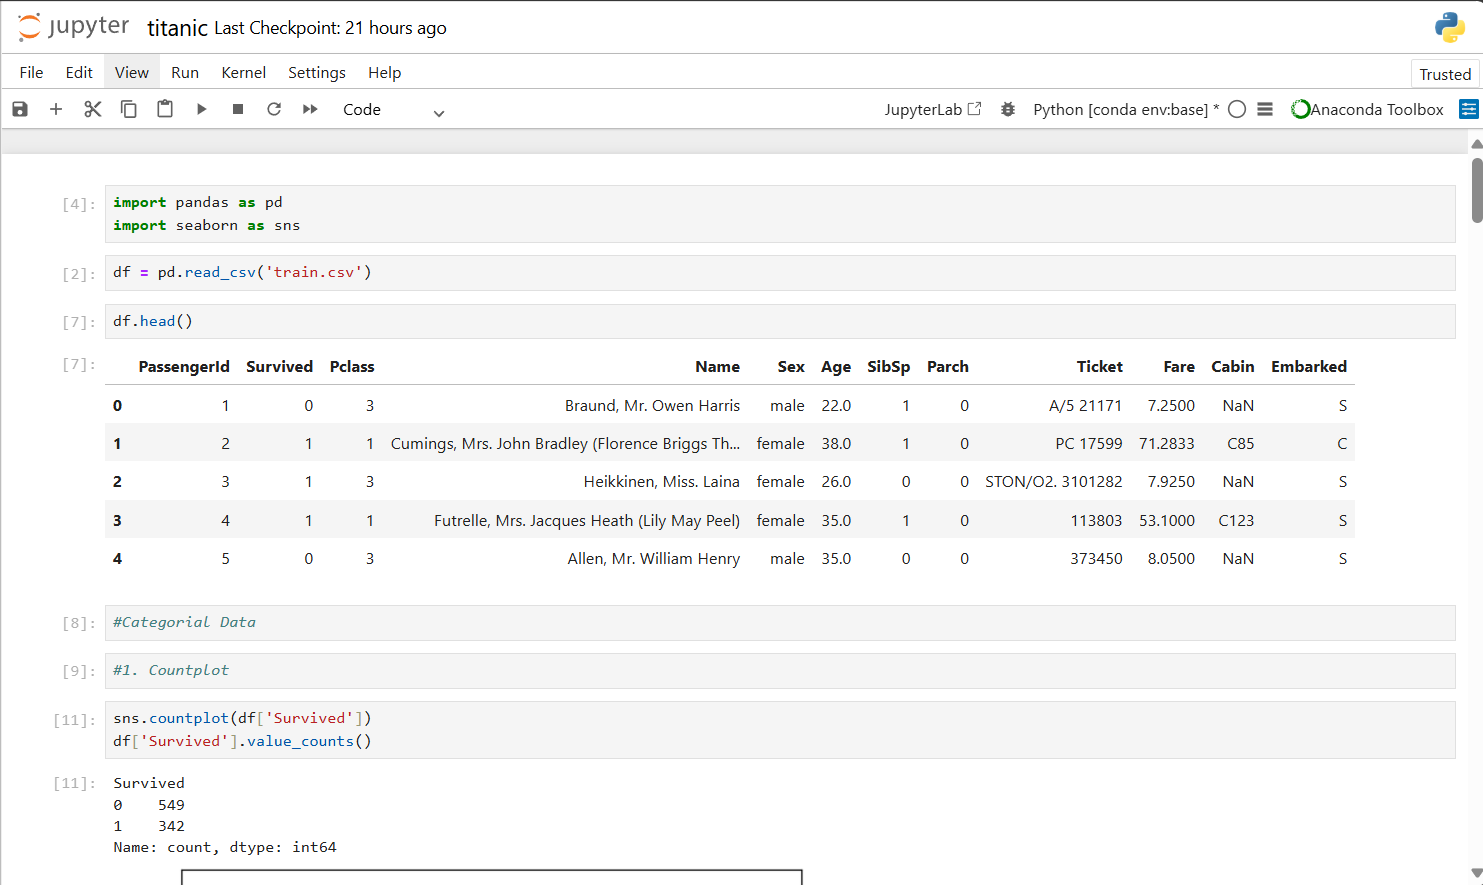 jupyter titanic Last Checkpoint: 21 hours ago
File Edit View Run Kernel Settings Help Trusted
Code JupyterLab Python [conda env:base] * Anaconda Toolbox
[4]: import pandas as pd
import seaborn as sns
[2]: df = pd.read_csv('train.csv')
[7]: df.head()
[7]: PassengerId Survived Pclass Name Sex Age SibSp Parch Ticket Fare Cabin Embarked
0 1 0 3 Braund, Mr. Owen Harris male 22.0 1 0 A/5 21171 7.2500 NaN S
1 2 1 1 Cumings, Mrs. John Bradley (Florence Briggs Th... female 38.0 1 0 PC 17599 71.2833 C85 C
2 3 1 3 Heikkinen, Miss. Laina female 26.0 0 0 STON/O2. 3101282 7.9250 NaN S
3 4 1 1 Futrelle, Mrs. Jacques Heath (Lily May Peel) female 35.0 1 0 113803 53.1000 C123 S
4 5 0 3 Allen, Mr. William Henry male 35.0 0 0 373450 8.0500 NaN S
[8]: #Categorial Data
[9]: #1. Countplot
[11]: sns.countplot(df['Survived'])
df['Survived'].value_counts()
[11]: Survived
0 549
1 342
Name: count, dtype: int64